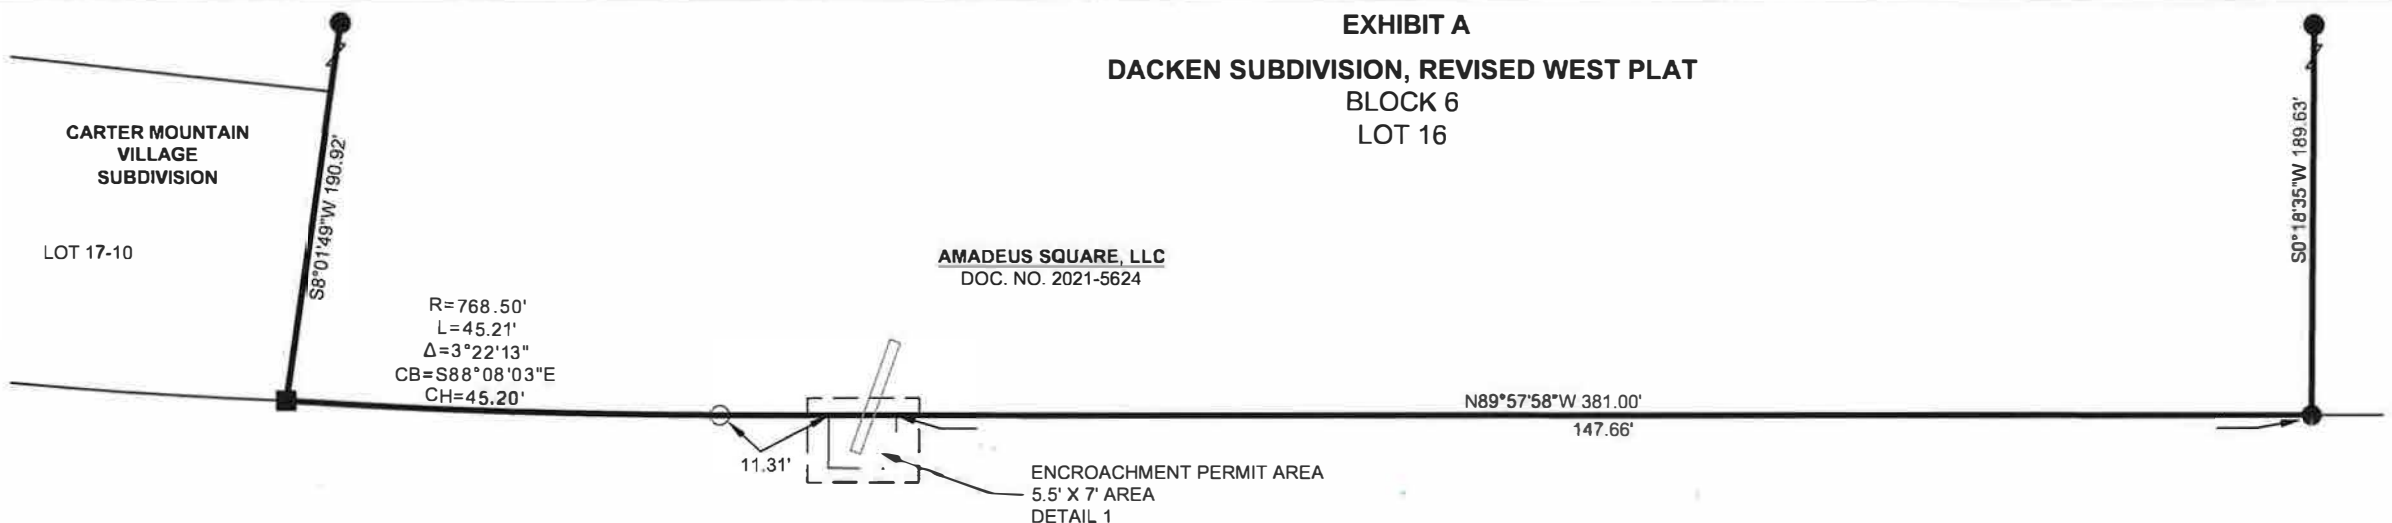 EXHIBIT A
DACKEN SUBDIVISION, REVISED WEST PLAT
BLOCK 6
LOT 16
CARTER MOUNTAIN
VILLAGE
SUBDIVISION
LOT 17-10
S8°01'49"W 190.92'
S0°18'35"W 189.63'
AMADEUS SQUARE, LLC
DOC. NO. 2021-5624
R=768.50'
L=45.21'
Δ=3°22'13"
CB=S88°08'03"E
CH=45.20'
N89°57'58"W 381.00'
147.66'
11.31'
ENCROACHMENT PERMIT AREA
5.5' X 7' AREA
DETAIL 1